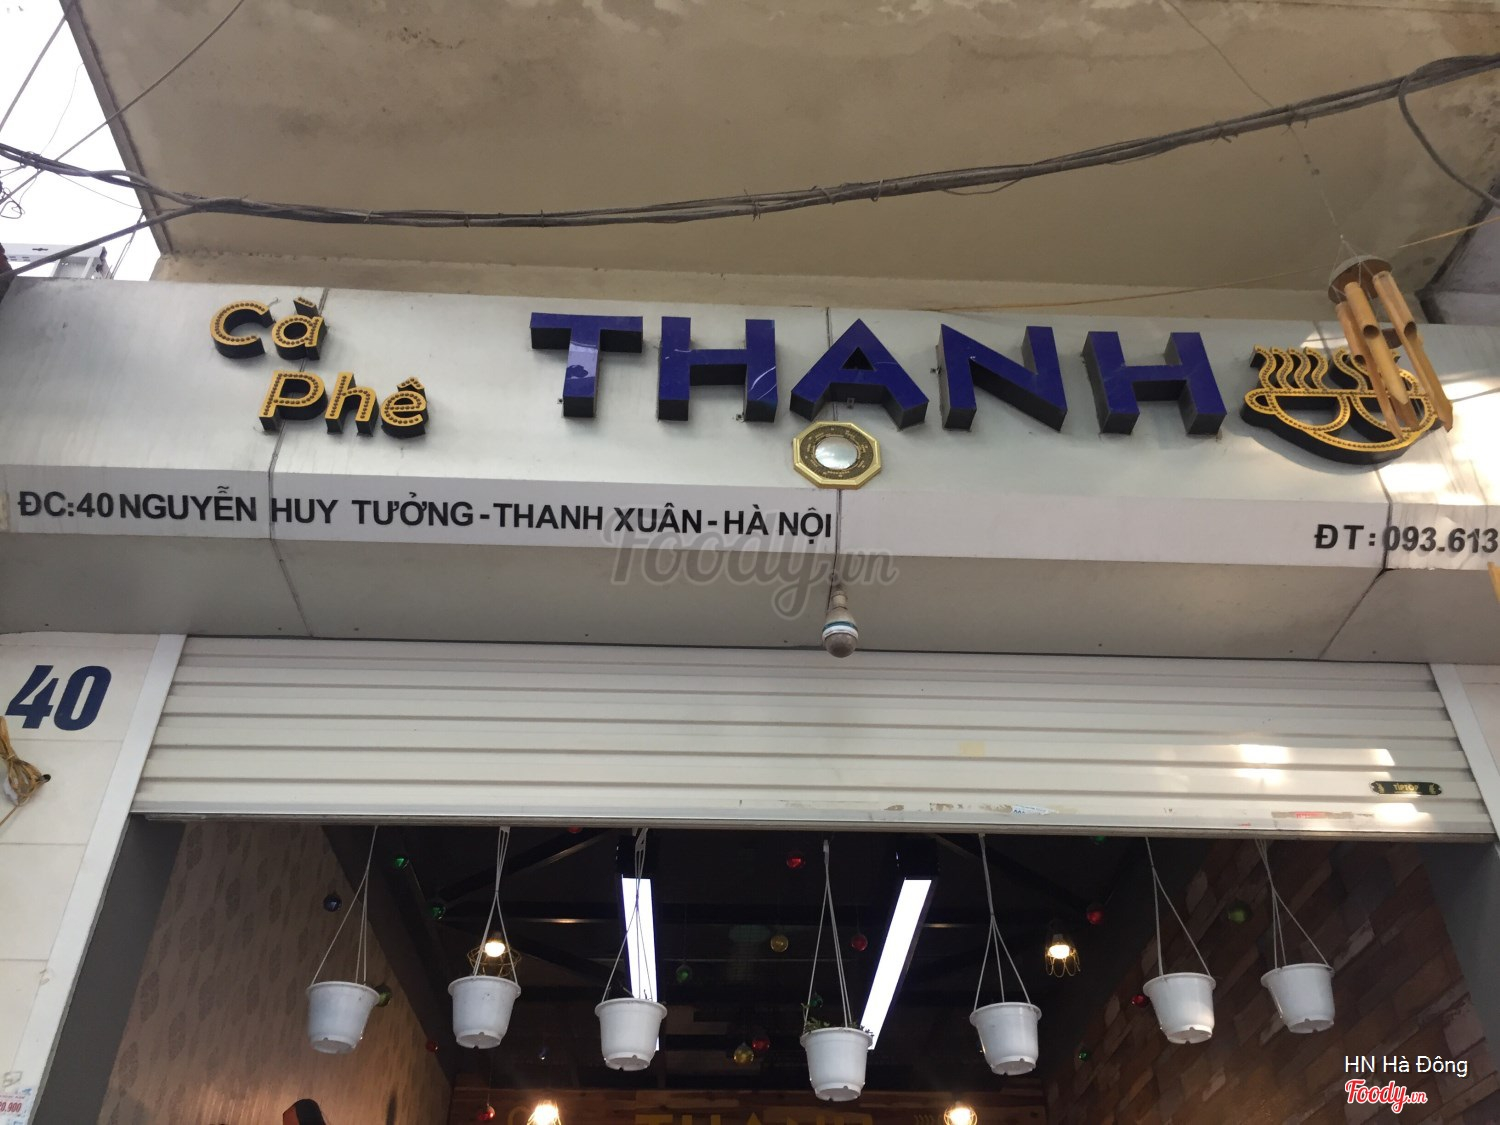 Cà
Phê
THẠNH
ĐC:40 NGUYỄN HUY TƯỞNG-THANH XUÂN-HÀ NỘI
ĐT:093.613
Foody.vn
40
HN Hà Đông
Foody.vn